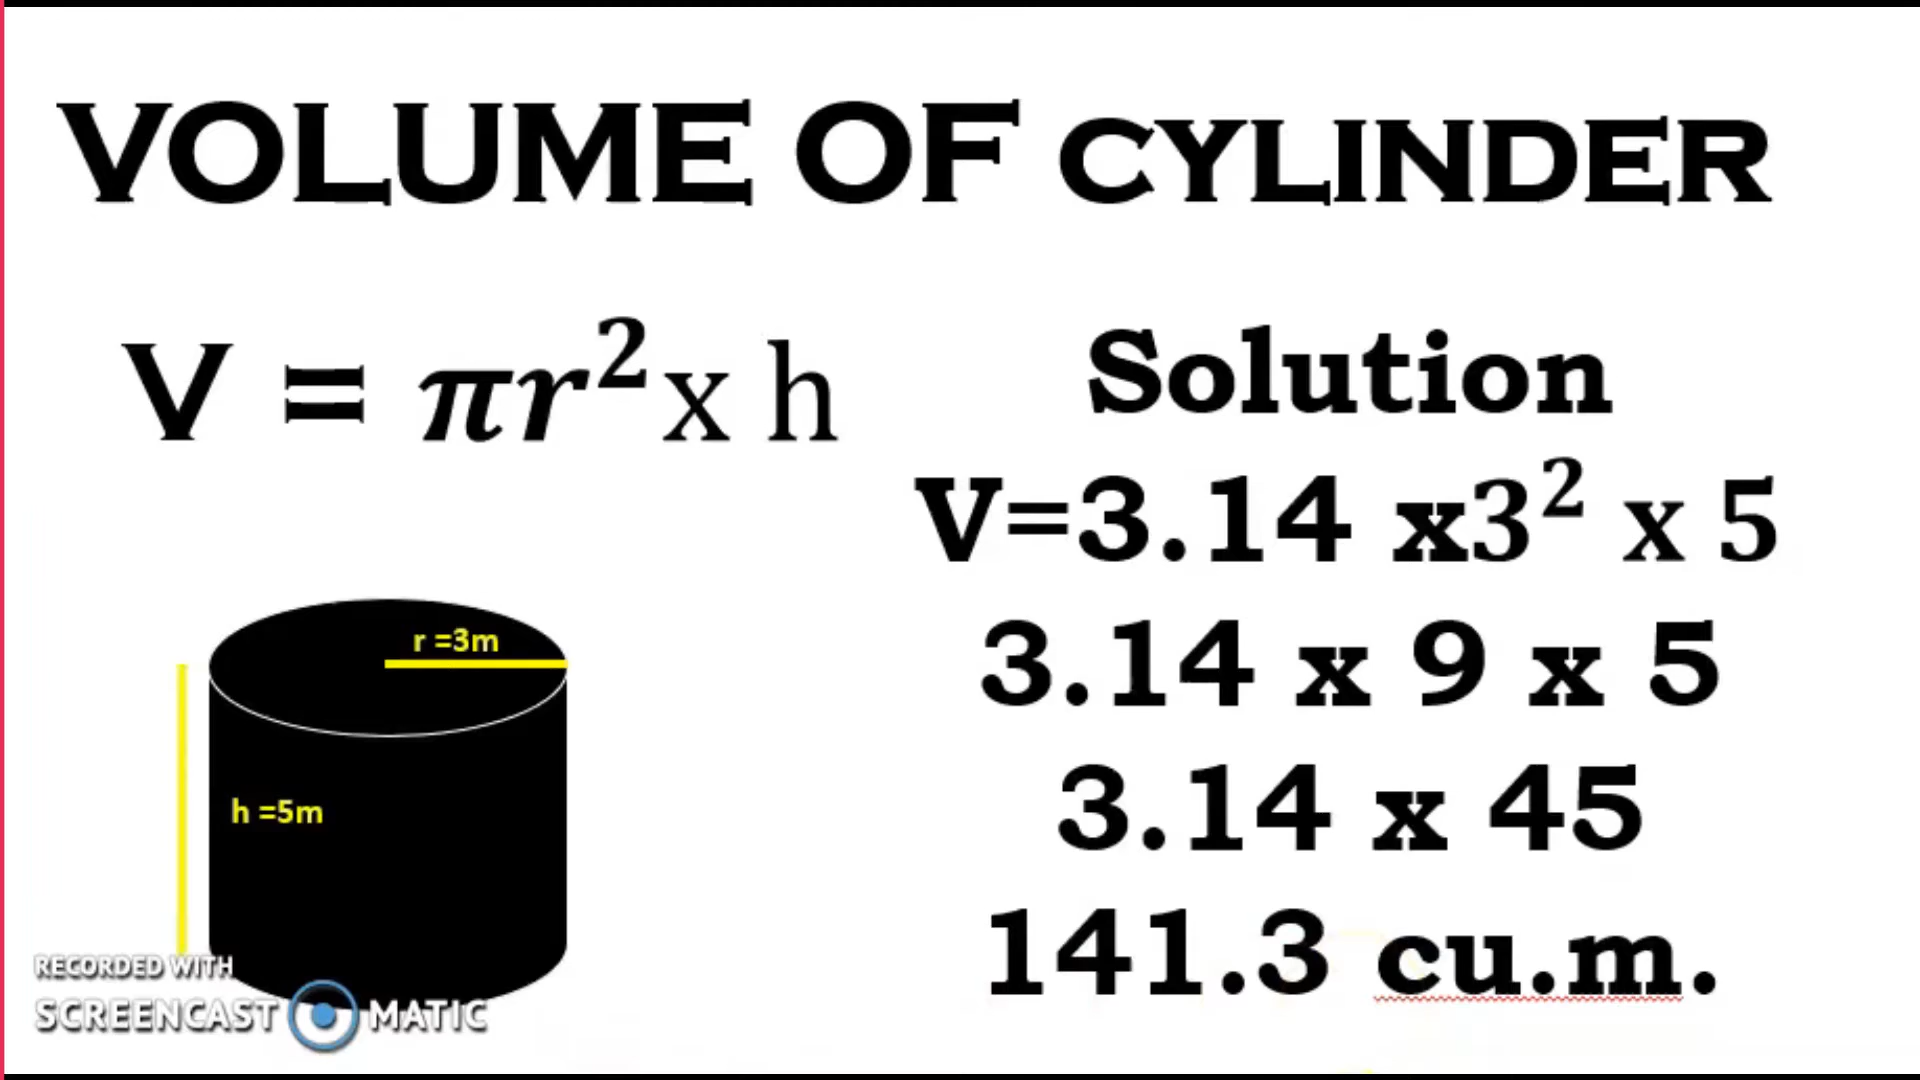 VOLUME OF CYLINDER
V = πr² x h
Solution
V=3.14 x3² x 5
3.14 x 9 x 5
3.14 x 45
141.3 cu.m.
r =3m
h =5m
RECORDED WITH
SCREENCAST MATIC